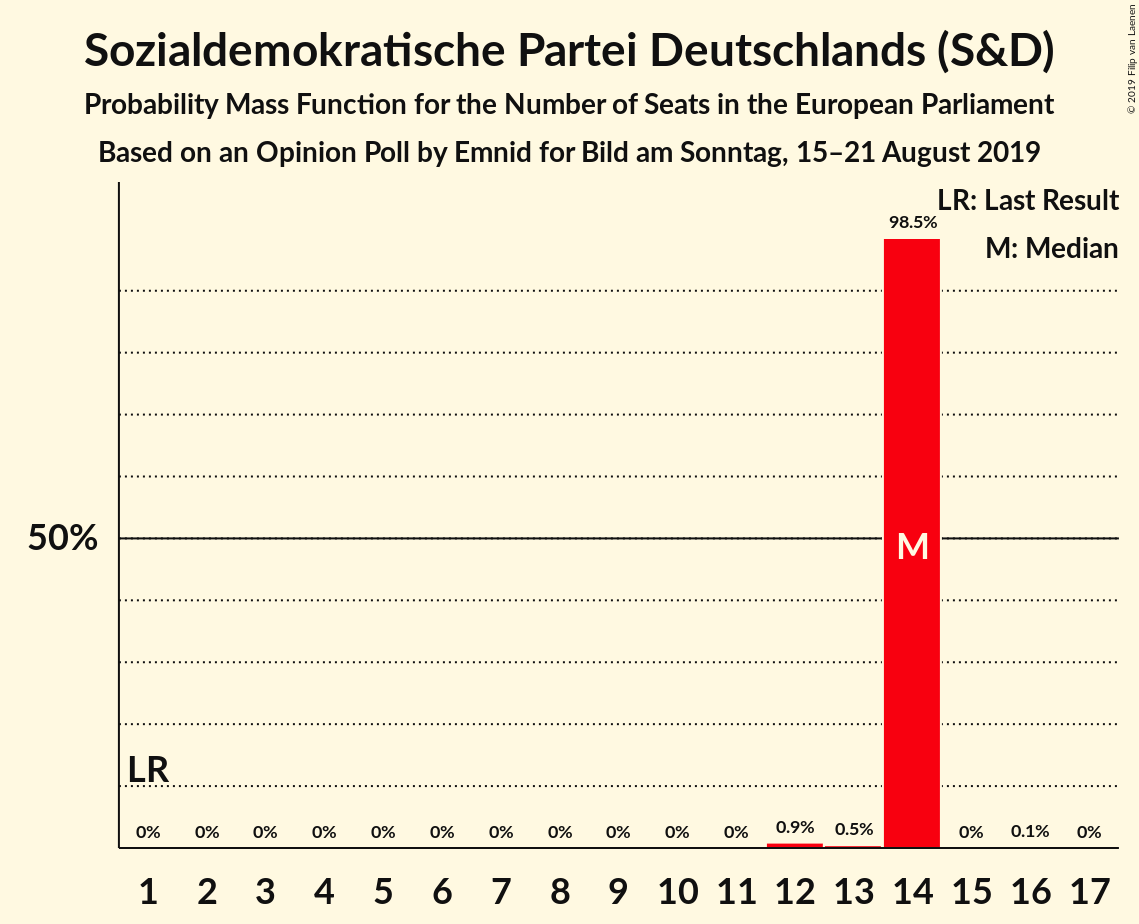 Sozialdemokratische Partei Deutschlands (S&D)
Probability Mass Function for the Number of Seats in the European Parliament
Based on an Opinion Poll by Emnid for Bild am Sonntag, 15–21 August 2019
© 2019 Filip van Laenen
LR: Last Result
M: Median
98.5%
50%
M
LR
0% 0% 0% 0% 0% 0% 0% 0% 0% 0% 0% 0.9% 0.5% 0% 0.1% 0%
1 2 3 4 5 6 7 8 9 10 11 12 13 14 15 16 17